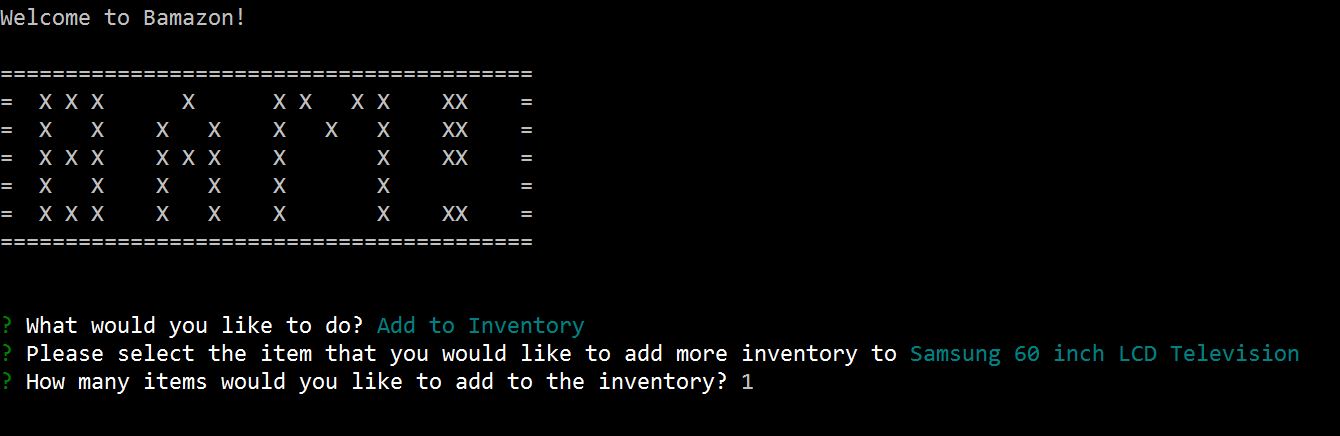 Welcome to Bamazon!
=========================================
=  X X X      X      X X   X X    XX    =
=  X   X    X   X    X   X   X    XX    =
=  X X X    X X X    X       X    XX    =
=  X   X    X   X    X       X          =
=  X X X    X   X    X       X    XX    =
=========================================
? What would you like to do? Add to Inventory
? Please select the item that you would like to add more inventory to Samsung 60 inch LCD Television
? How many items would you like to add to the inventory? 1